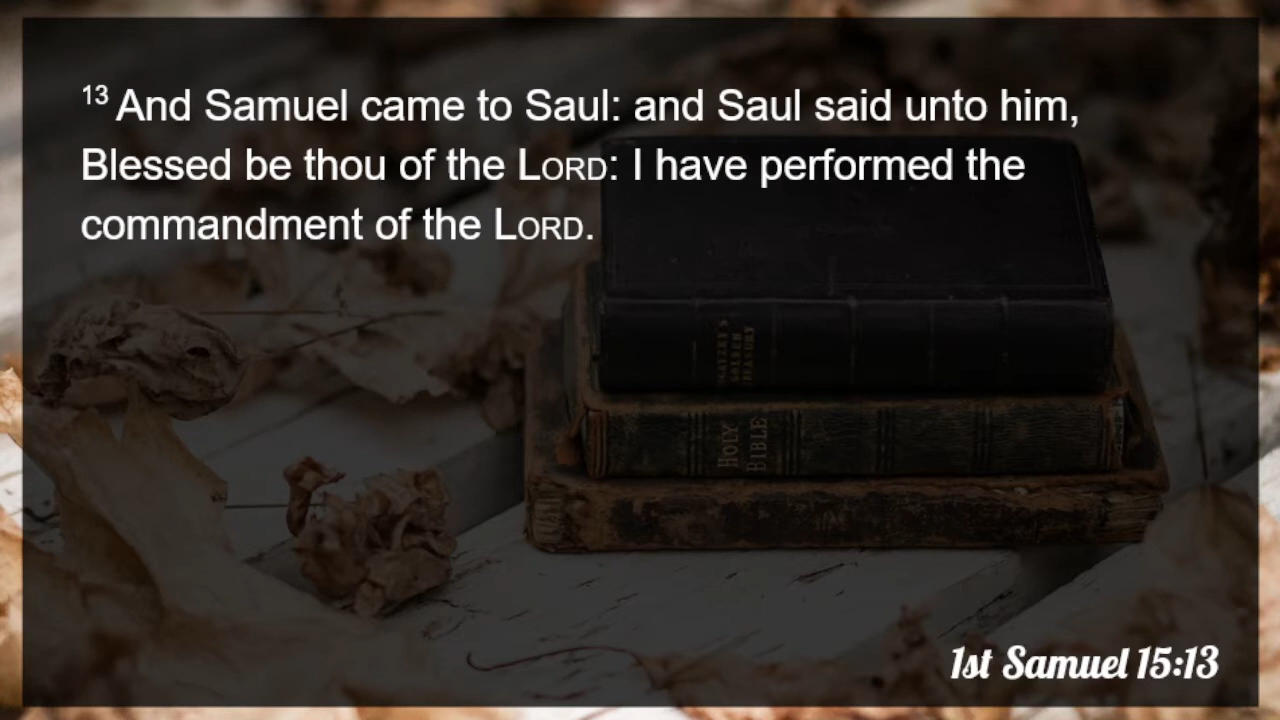 13 And Samuel came to Saul: and Saul said unto him,
Blessed be thou of the LORD: I have performed the
commandment of the LORD.
HOLY
BIBLE
1st Samuel 15:13